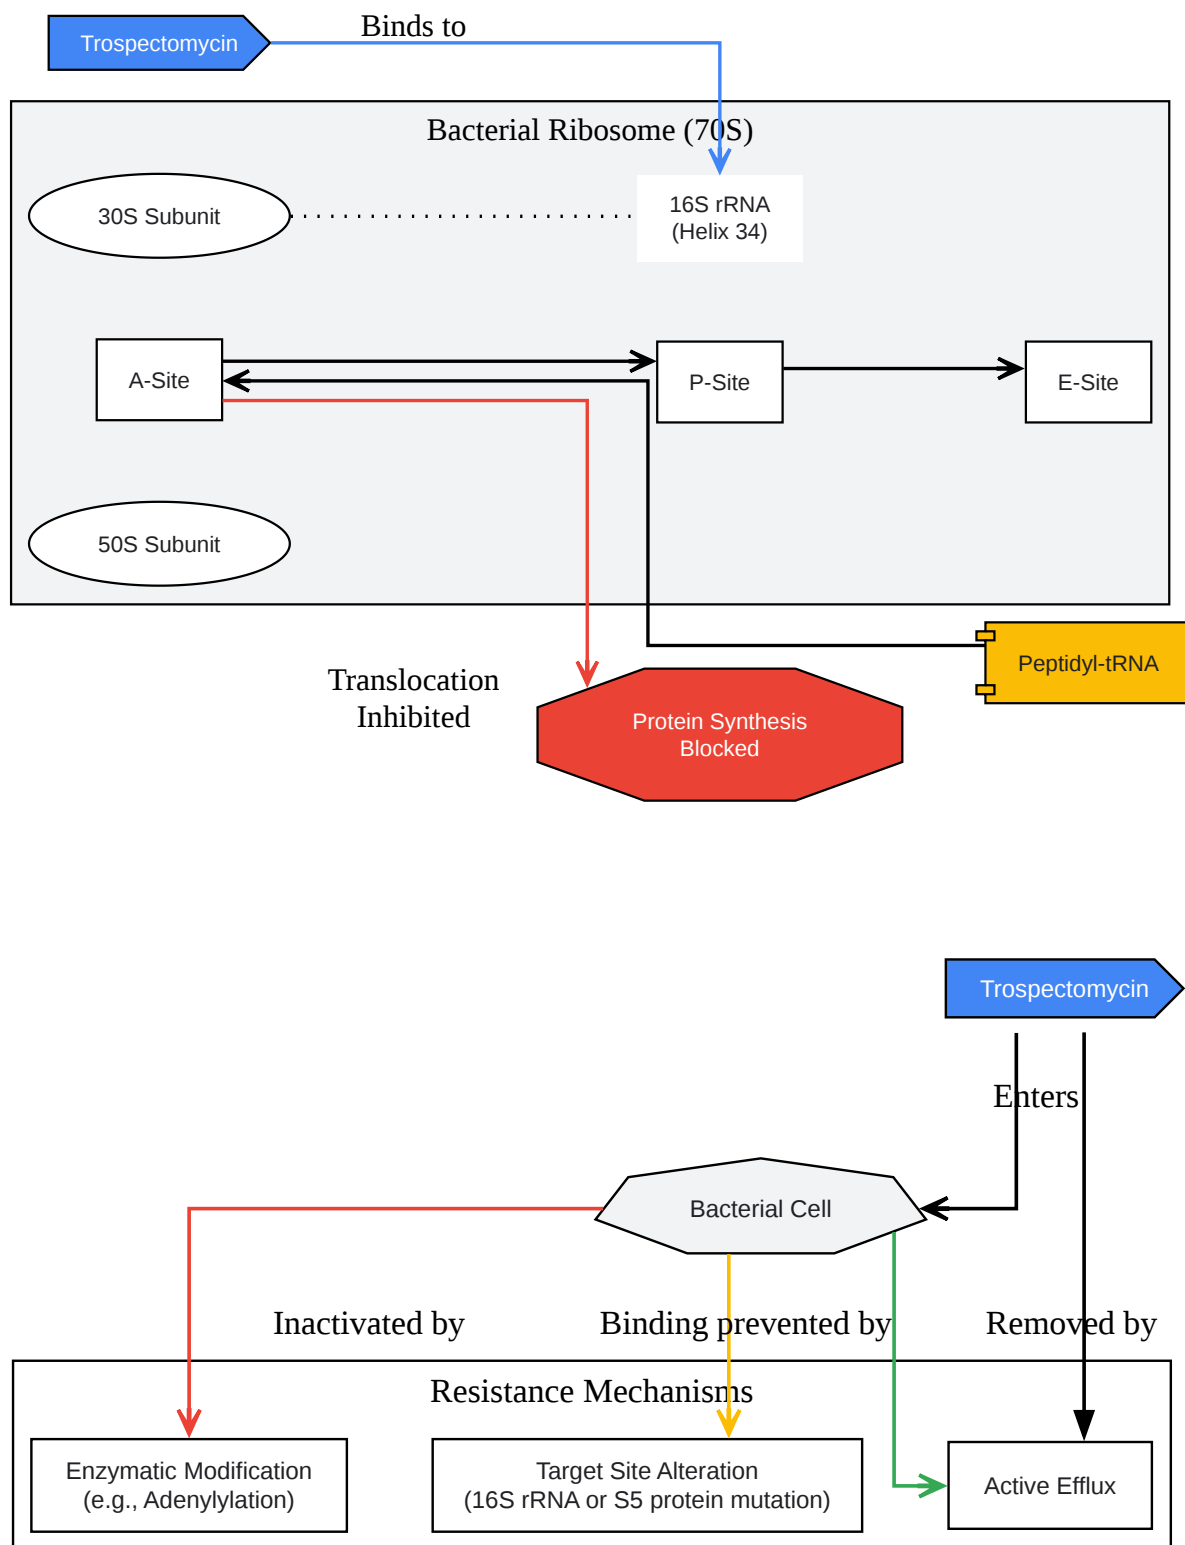 Trospectomycin
Binds to
Bacterial Ribosome (70S)
30S Subunit
16S rRNA
(Helix 34)
A-Site
P-Site
E-Site
50S Subunit
Peptidyl-tRNA
Translocation
Inhibited
Protein Synthesis
Blocked
Trospectomycin
Enters
Bacterial Cell
Inactivated by
Binding prevented by
Removed by
Resistance Mechanisms
Enzymatic Modification
(e.g., Adenylylation)
Target Site Alteration
(16S rRNA or S5 protein mutation)
Active Efflux